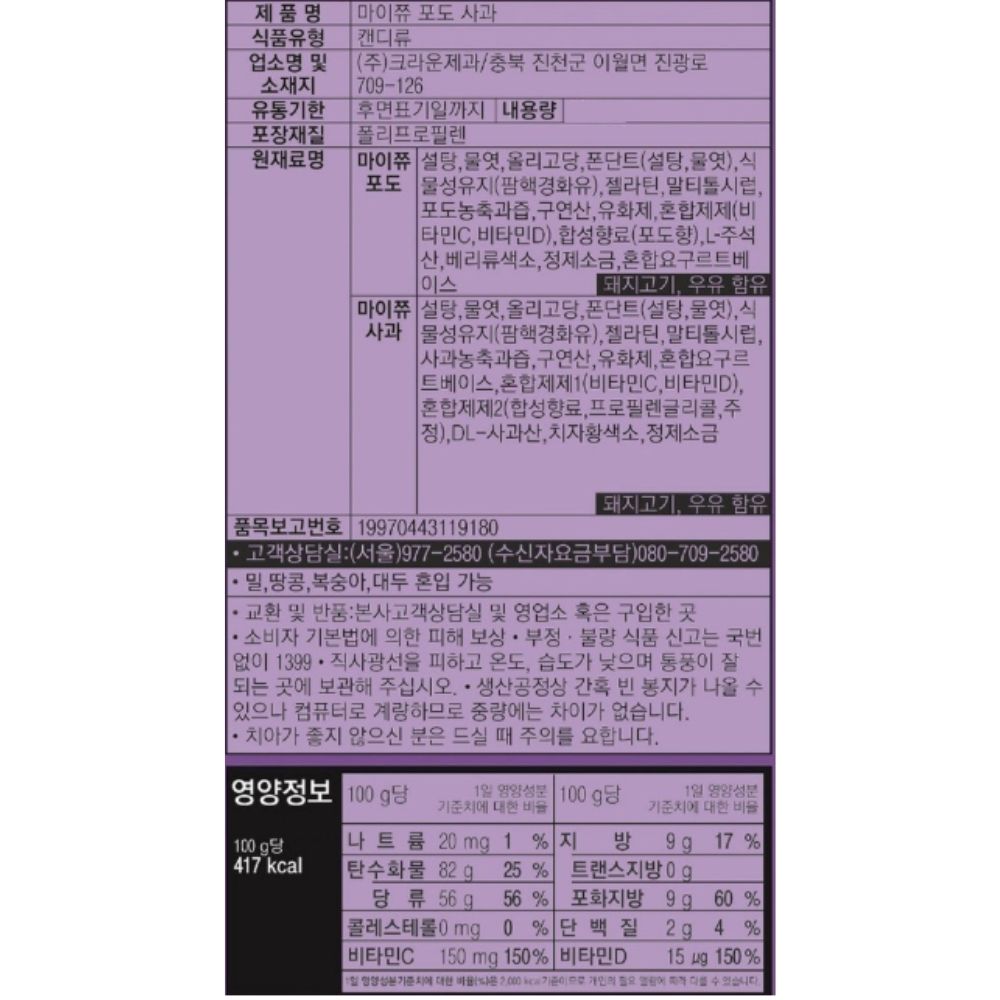 제 품 명 마이쮸 포도 사과
식품유형 캔디류
업소명 및 소재지 (주)크라운제과/충북 진천군 이월면 진광로
709-126
유통기한 후면표기일까지 내용량
포장재질 폴리프로필렌
원재료명
마이쮸 포도
설탕,물엿,올리고당,폰단트(설탕,물엿),식
물성유지(팜핵경화유),젤라틴,말티톨시럽,
포도농축과즙,구연산,유화제,혼합제제(비
타민C,비타민D),합성향료(포도향),L-주석
산,베리류색소,정제소금,혼합요구르트베
이스
돼지고기, 우유 함유
마이쮸 사과
설탕,물엿,올리고당,폰단트(설탕,물엿),식
물성유지(팜핵경화유),젤라틴,말티톨시럽,
사과농축과즙,구연산,유화제,혼합요구르
트베이스,혼합제제1(비타민C,비타민D),
혼합제제2(합성향료,프로필렌글리콜,주
정),DL-사과산,치자황색소,정제소금
돼지고기, 우유 함유
품목보고번호 19970443119180
• 고객상담실:(서울)977-2580 (수신자요금부담)080-709-2580
• 밀,땅콩,복숭아,대두 혼입 가능
• 교환 및 반품:본사고객상담실 및 영업소 혹은 구입한 곳
• 소비자 기본법에 의한 피해 보상 • 부정 · 불량 식품 신고는 국번
없이 1399 • 직사광선을 피하고 온도, 습도가 낮으며 통풍이 잘
되는 곳에 보관해 주십시오. • 생산공정상 간혹 빈 봉지가 나올 수
있으나 컴퓨터로 계량하므로 중량에는 차이가 없습니다.
• 치아가 좋지 않으신 분은 드실 때 주의를 요합니다.
영양정보
100 g당
417 kcal
100 g당 1일 영양성분 기준치에 대한 비율 100 g당 1일 영양성분 기준치에 대한 비율
나 트 륨 20 mg 1 % 지 방 9 g 17 %
탄수화물 82 g 25 % 트랜스지방 0 g
당 류 56 g 56 % 포화지방 9 g 60 %
콜레스테롤 0 mg 0 % 단 백 질 2 g 4 %
비타민C 150 mg 150% 비타민D 15 μg 150%
1일 영양성분기준치에 대한 비율(%)은 2,000 kcal기준이므로 개인의 필요 열량에 따라 다를 수 있습니다.